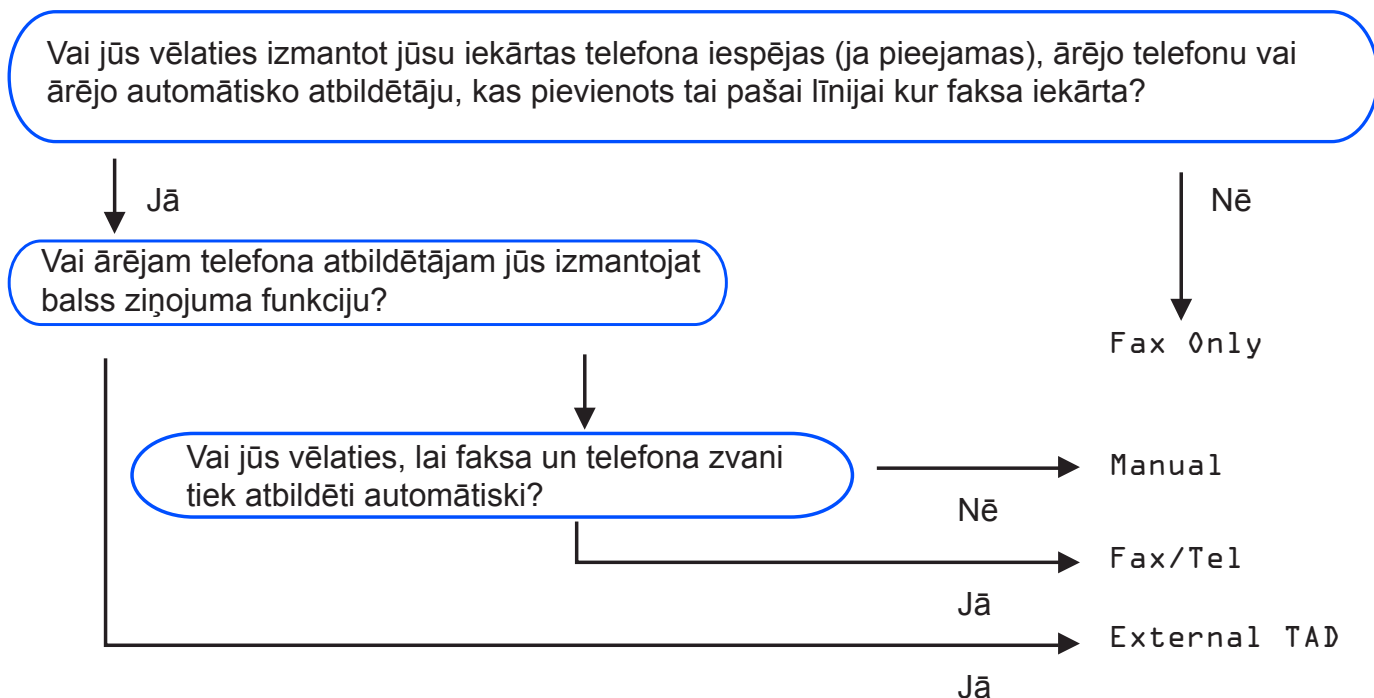 Vai jūs vēlaties izmantot jūsu iekārtas telefona iespējas (ja pieejamas), ārējo telefonu vai
ārējo automātisko atbildētāju, kas pievienots tai pašai līnijai kur faksa iekārta?
Jā
Nē
Vai ārējam telefona atbildētājam jūs izmantojat
balss ziņojuma funkciju?
Fax Only
Vai jūs vēlaties, lai faksa un telefona zvani
tiek atbildēti automātiski?
Manual
Nē
Fax/Tel
Jā
External TAD
Jā